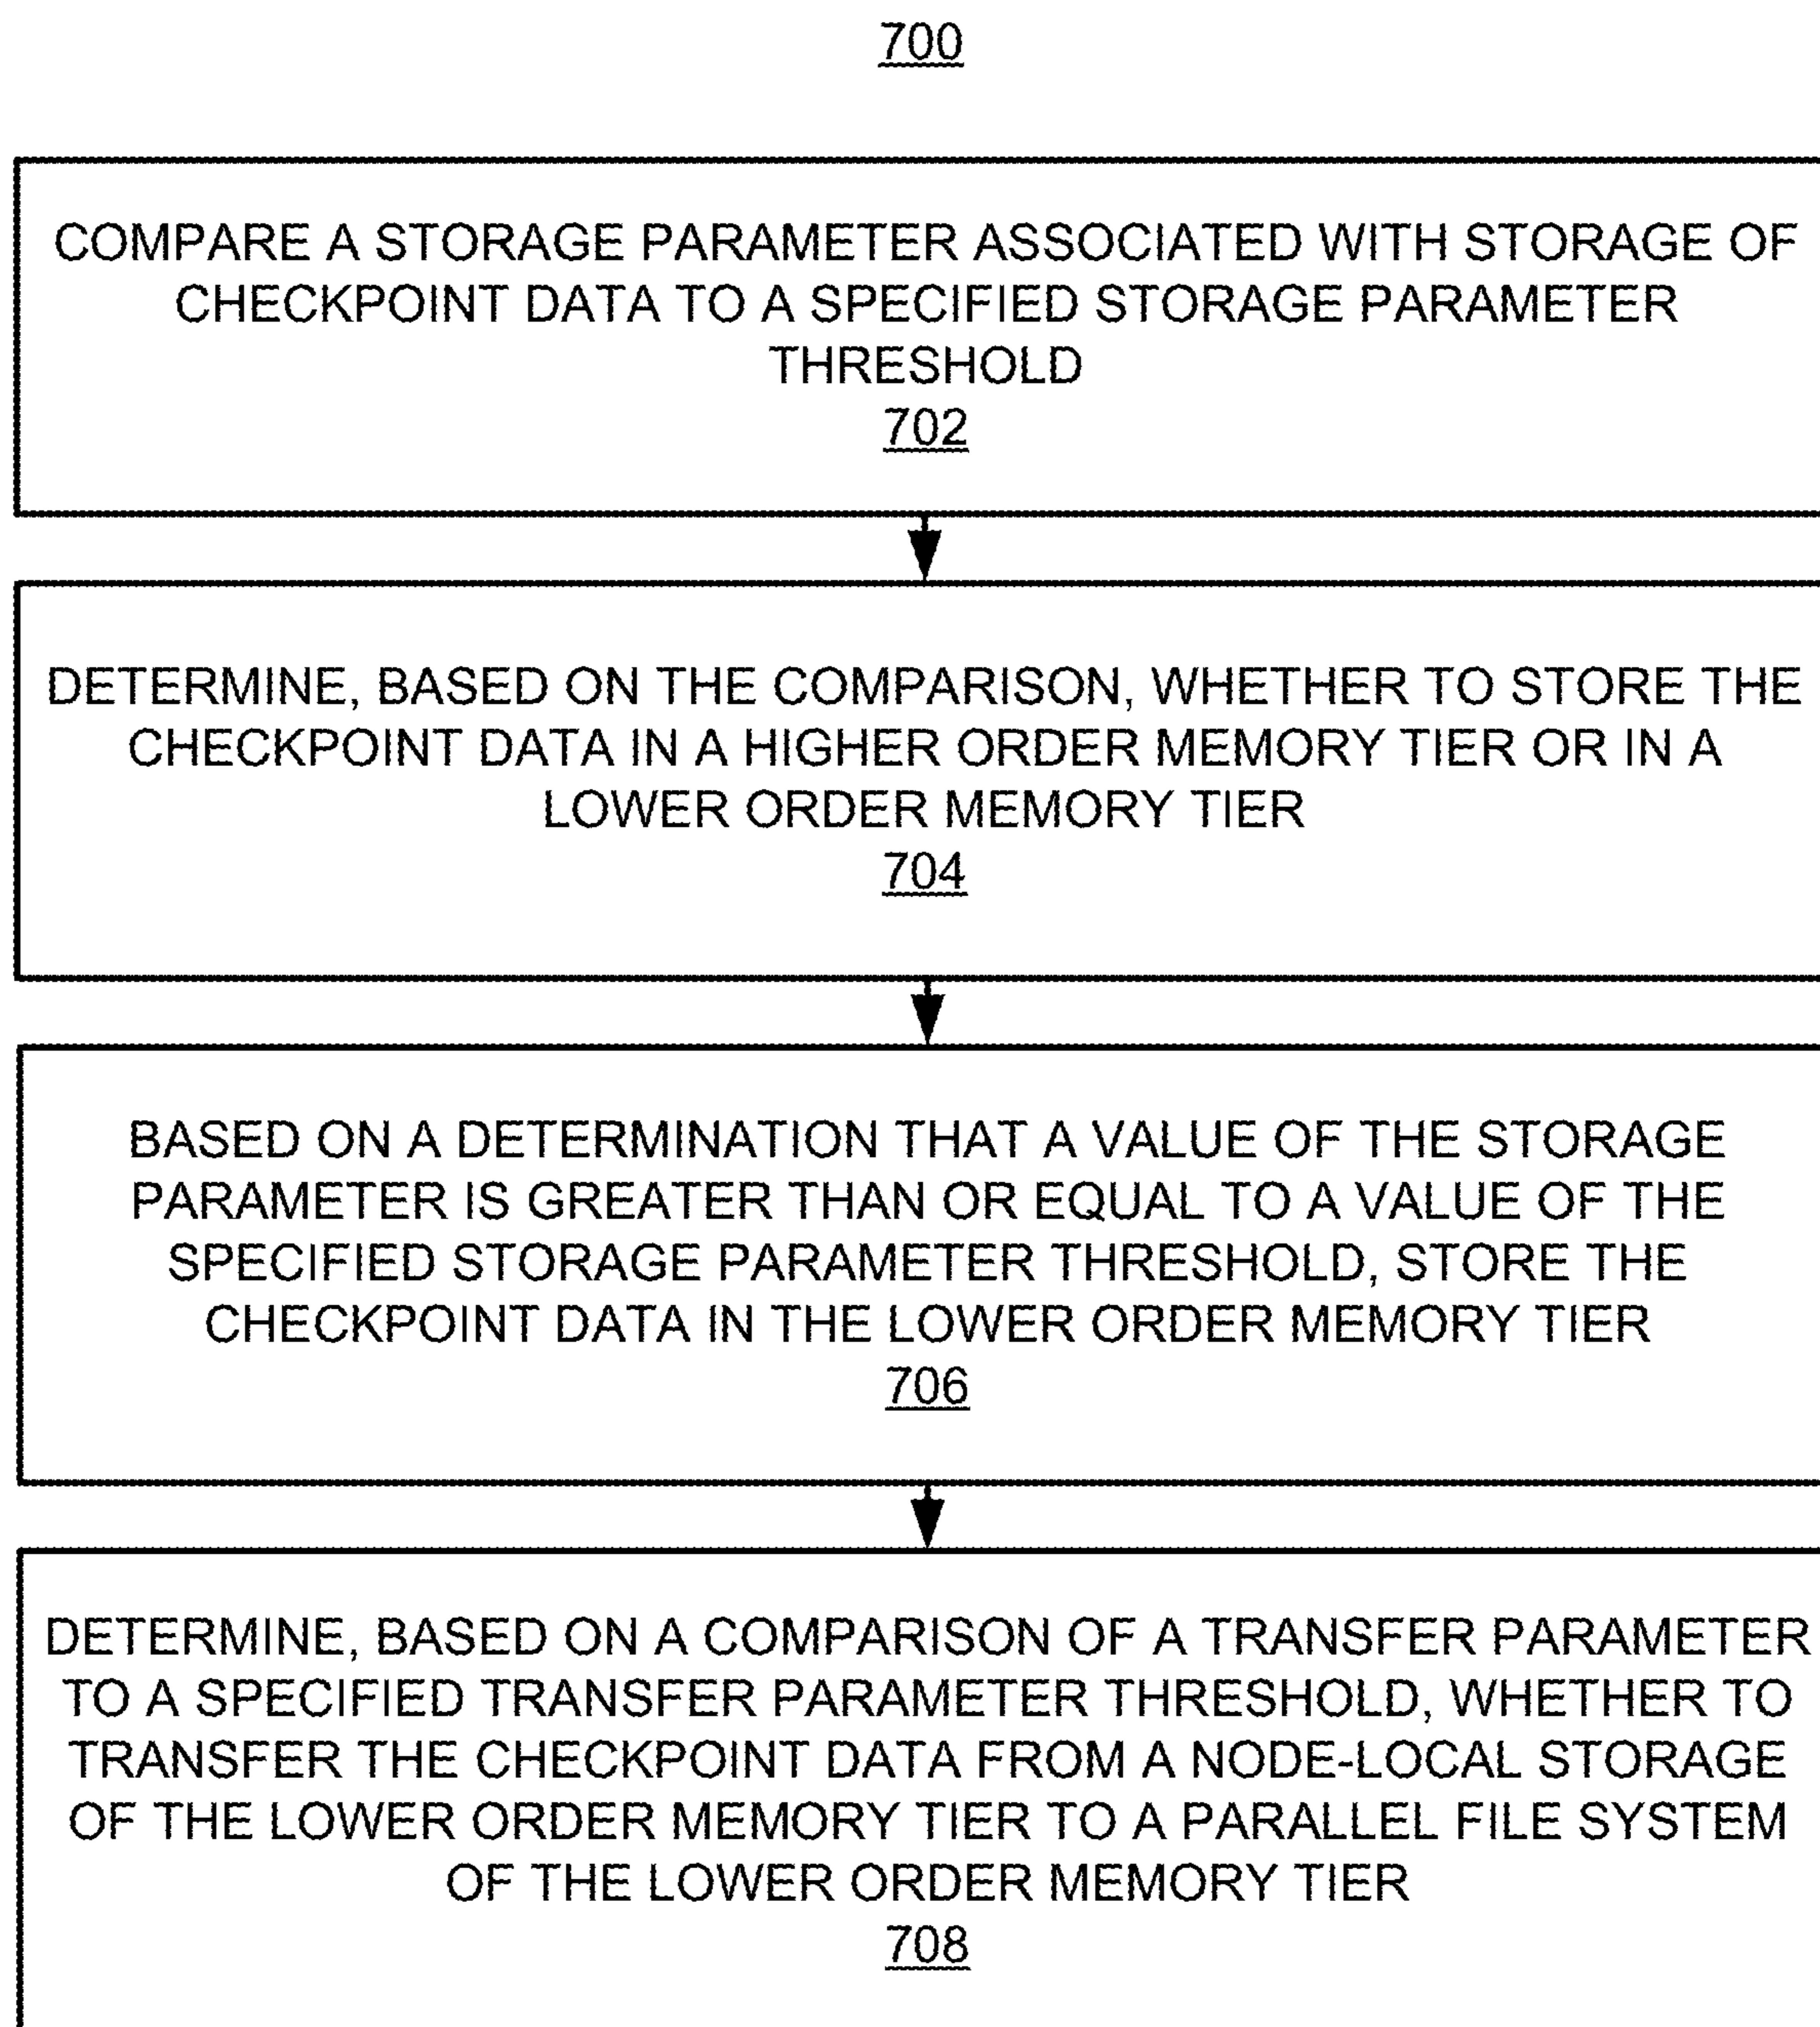 700
COMPARE A STORAGE PARAMETER ASSOCIATED WITH STORAGE OF
CHECKPOINT DATA TO A SPECIFIED STORAGE PARAMETER
THRESHOLD
702
DETERMINE, BASED ON THE COMPARISON, WHETHER TO STORE THE
CHECKPOINT DATA IN A HIGHER ORDER MEMORY TIER OR IN A
LOWER ORDER MEMORY TIER
704
BASED ON A DETERMINATION THAT A VALUE OF THE STORAGE
PARAMETER IS GREATER THAN OR EQUAL TO A VALUE OF THE
SPECIFIED STORAGE PARAMETER THRESHOLD, STORE THE
CHECKPOINT DATA IN THE LOWER ORDER MEMORY TIER
706
DETERMINE, BASED ON A COMPARISON OF A TRANSFER PARAMETER
TO A SPECIFIED TRANSFER PARAMETER THRESHOLD, WHETHER TO
TRANSFER THE CHECKPOINT DATA FROM A NODE-LOCAL STORAGE
OF THE LOWER ORDER MEMORY TIER TO A PARALLEL FILE SYSTEM
OF THE LOWER ORDER MEMORY TIER
708